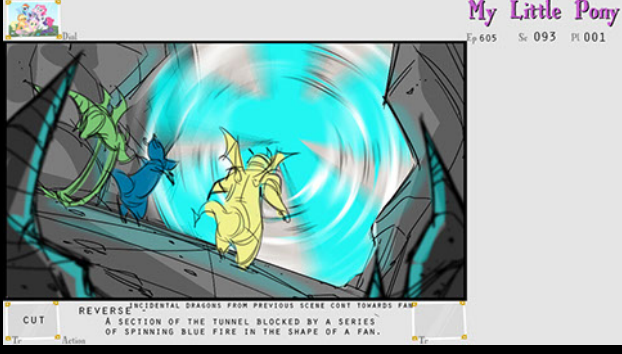 My Little Pony
Dial
Ep 605 Sc 093 Pl 001
INCIDENTAL DRAGONS FROM PREVIOUS SCENE CONT TOWARDS FAN
REVERSE -
CUT
A SECTION OF THE TUNNEL BLOCKED BY A SERIES
OF SPINNING BLUE FIRE IN THE SHAPE OF A FAN.
Tr Action Tr